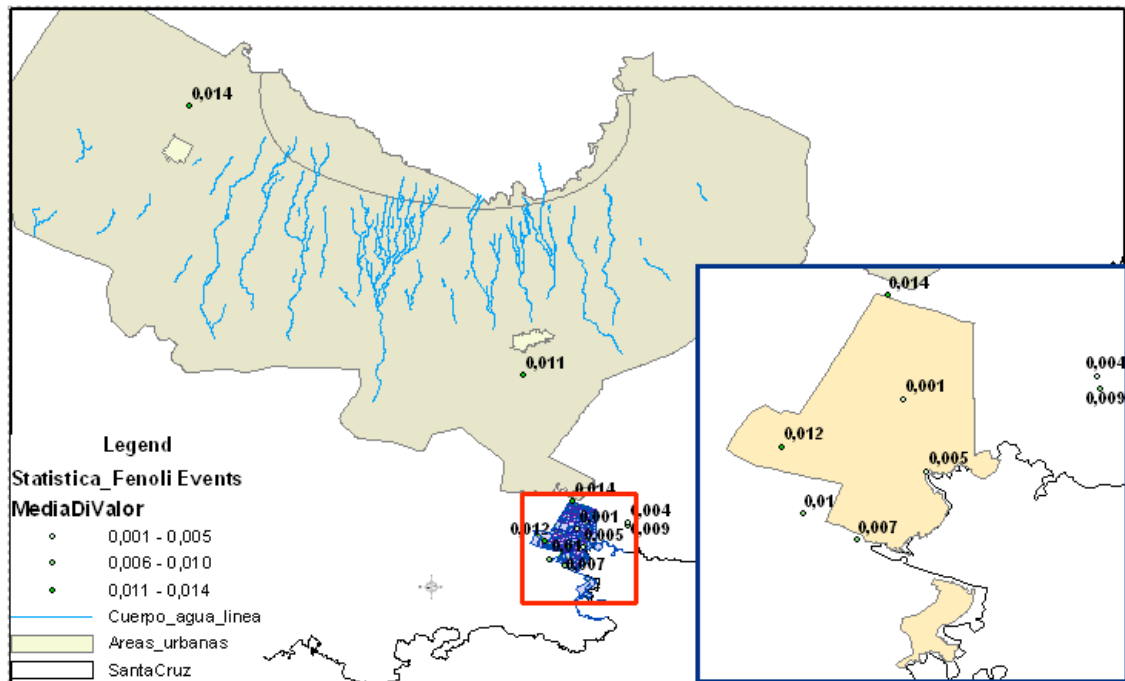 0,014
0,011
0,014
0,001
0,004
0,012
0,005
0,009
0,01
0,007
Legend
Statistica_Fenoli Events
MediaDiValor
0,001 - 0,005
0,006 - 0,010
0,011 - 0,014
Cuerpo_agua_linea
Areas_urbanas
SantaCruz
0,014
0,004
0,001
0,009
0,012
0,005
0,01
0,007